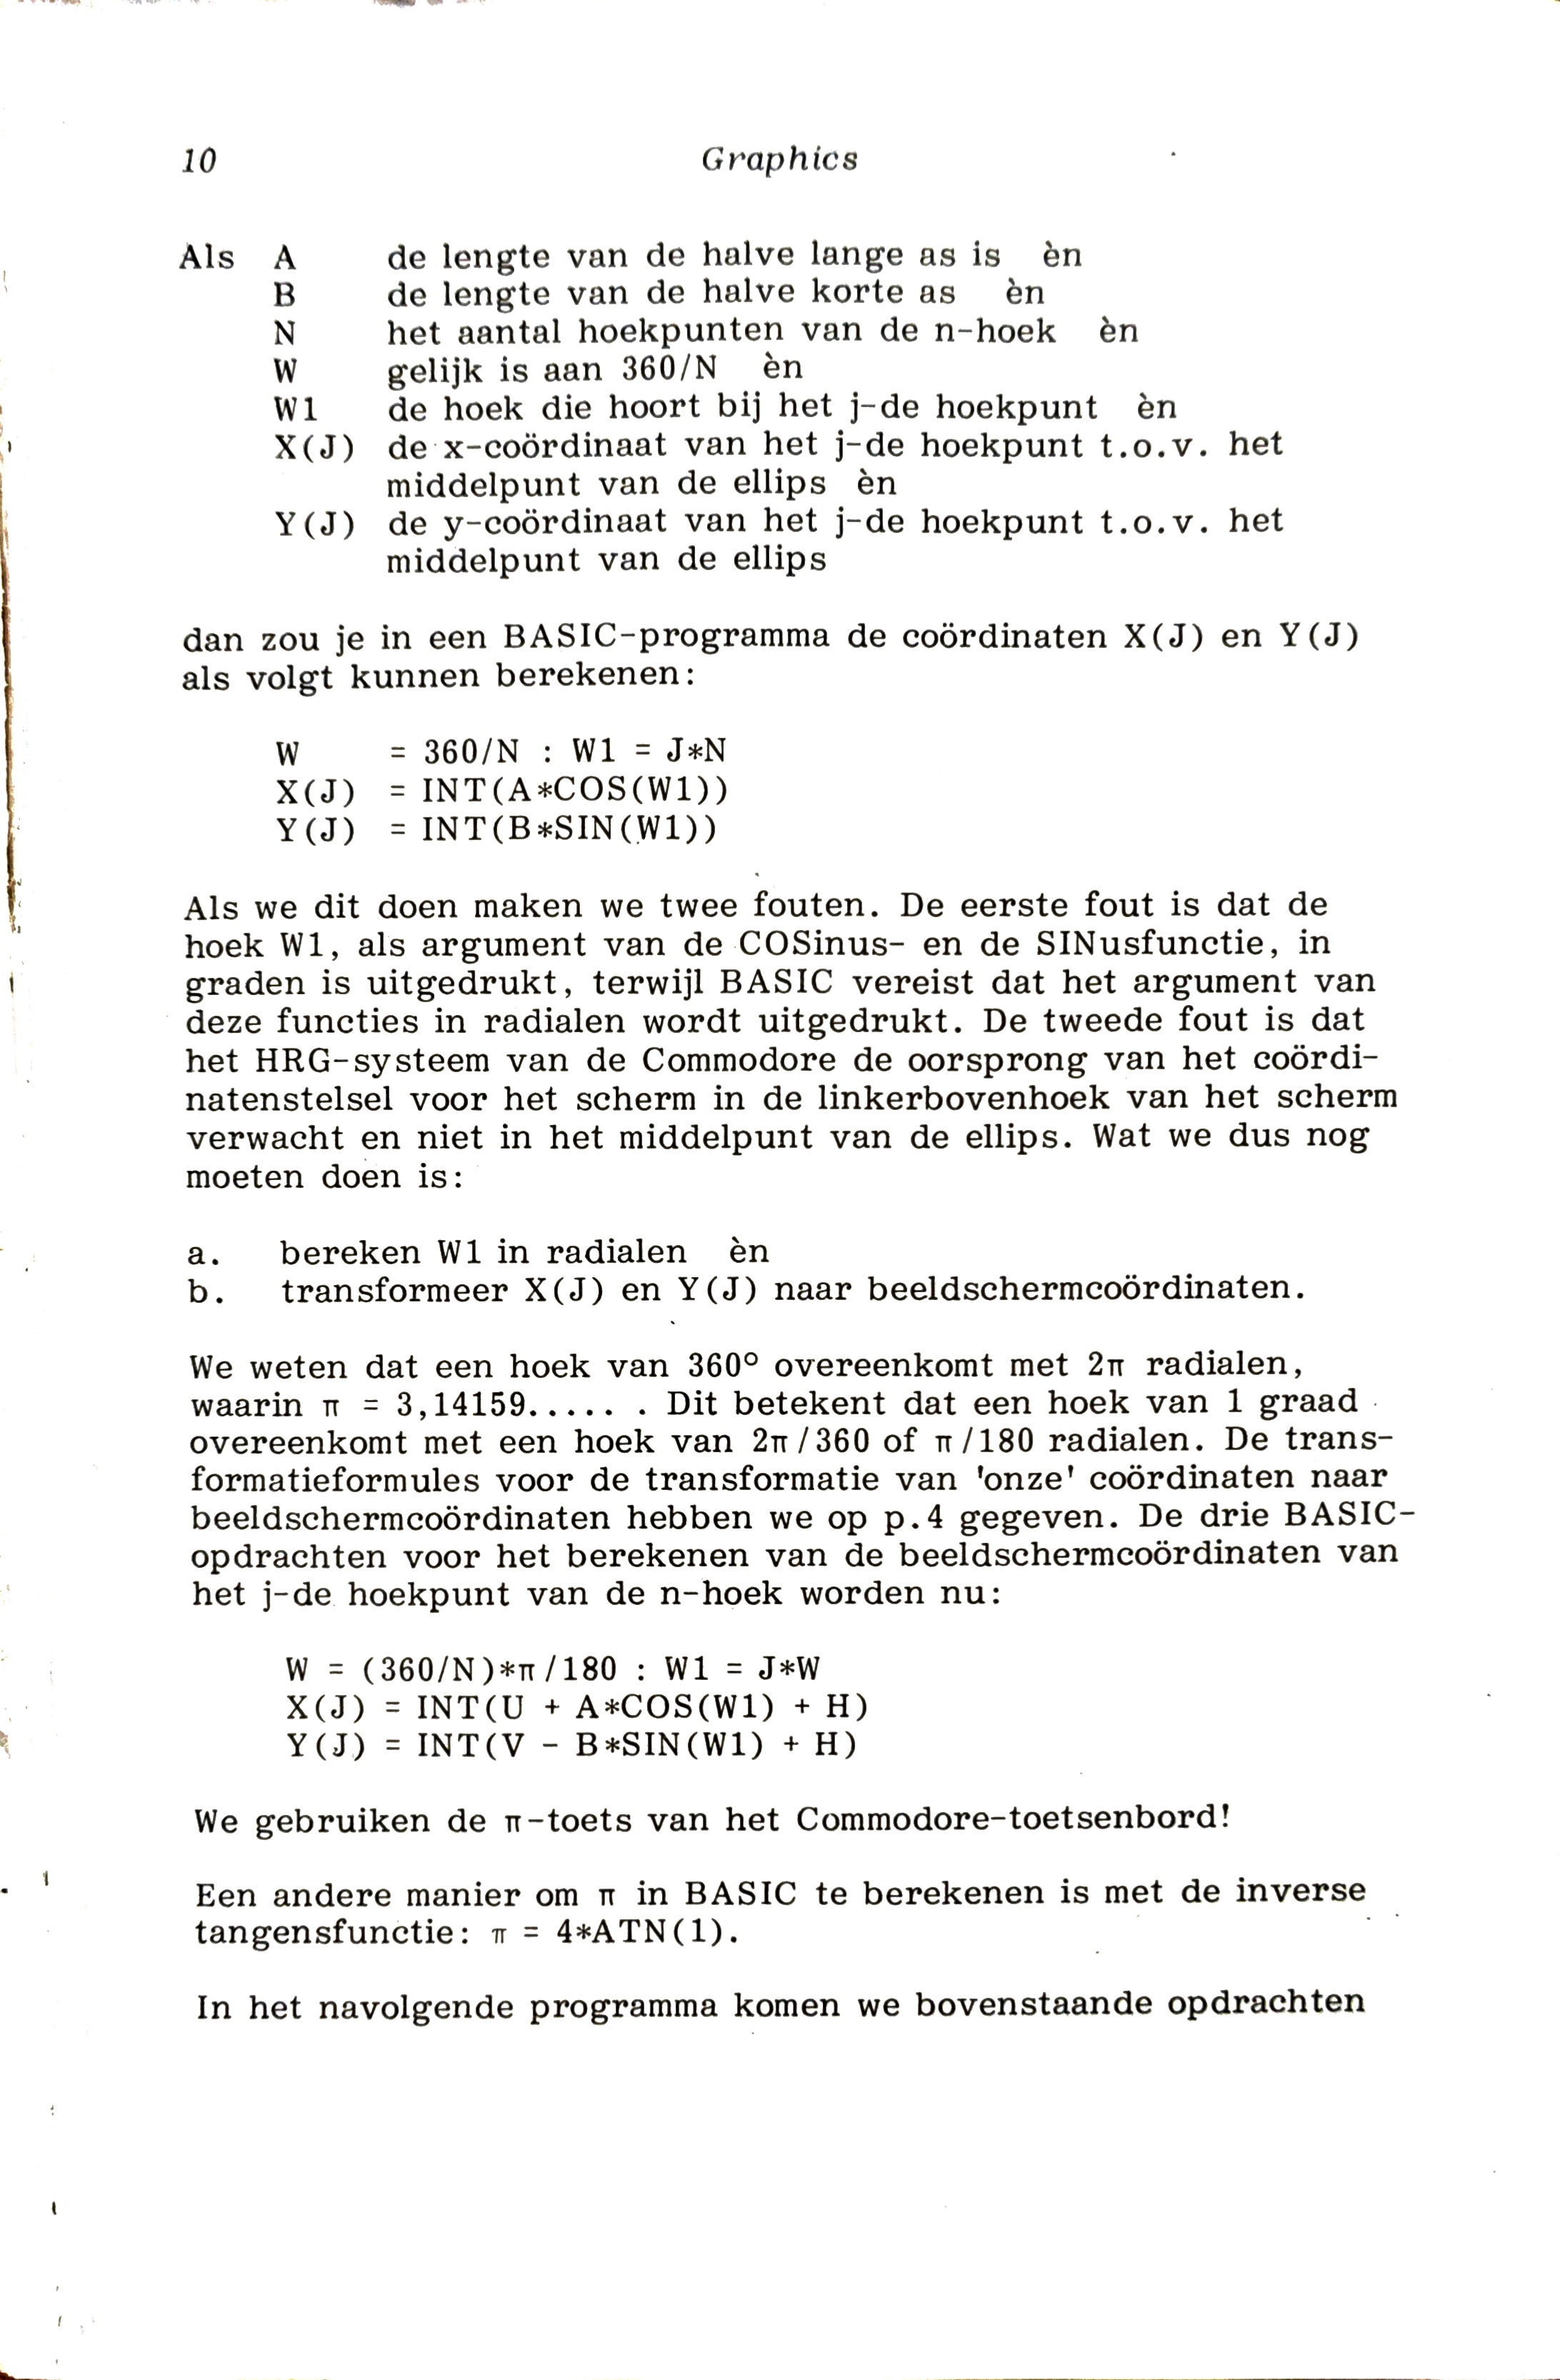 10 Graphics
Als A de lengte van de halve lange as is èn
B de lengte van de halve korte as èn
N het aantal hoekpunten van de n-hoek èn
W gelijk is aan 360/N èn
W1 de hoek die hoort bij het j-de hoekpunt èn
X(J) de x-coördinaat van het j-de hoekpunt t.o.v. het
middelpunt van de ellips èn
Y(J) de y-coördinaat van het j-de hoekpunt t.o.v. het
middelpunt van de ellips
dan zou je in een BASIC-programma de coördinaten X(J) en Y(J)
als volgt kunnen berekenen:
W = 360/N : W1 = J*N
X(J) = INT(A*COS(W1))
Y(J) = INT(B*SIN(W1))
Als we dit doen maken we twee fouten. De eerste fout is dat de
hoek W1, als argument van de COSinus- en de SINusfunctie, in
graden is uitgedrukt, terwijl BASIC vereist dat het argument van
deze functies in radialen wordt uitgedrukt. De tweede fout is dat
het HRG-systeem van de Commodore de oorsprong van het coördi-
natenstelsel voor het scherm in de linkerbovenhoek van het scherm
verwacht en niet in het middelpunt van de ellips. Wat we dus nog
moeten doen is:
a. bereken W1 in radialen èn
b. transformeer X(J) en Y(J) naar beeldschermcoördinaten.
We weten dat een hoek van 360° overeenkomt met 2π radialen,
waarin π = 3,14159..... . Dit betekent dat een hoek van 1 graad
overeenkomt met een hoek van 2π/360 of π/180 radialen. De trans-
formatieformules voor de transformatie van 'onze' coördinaten naar
beeldschermcoördinaten hebben we op p.4 gegeven. De drie BASIC-
opdrachten voor het berekenen van de beeldschermcoördinaten van
het j-de hoekpunt van de n-hoek worden nu:
W = (360/N)*π/180 : W1 = J*W
X(J) = INT(U + A*COS(W1) + H)
Y(J) = INT(V - B*SIN(W1) + H)
We gebruiken de π-toets van het Commodore-toetsenbord!
Een andere manier om π in BASIC te berekenen is met de inverse
tangensfunctie: π = 4*ATN(1).
In het navolgende programma komen we bovenstaande opdrachten